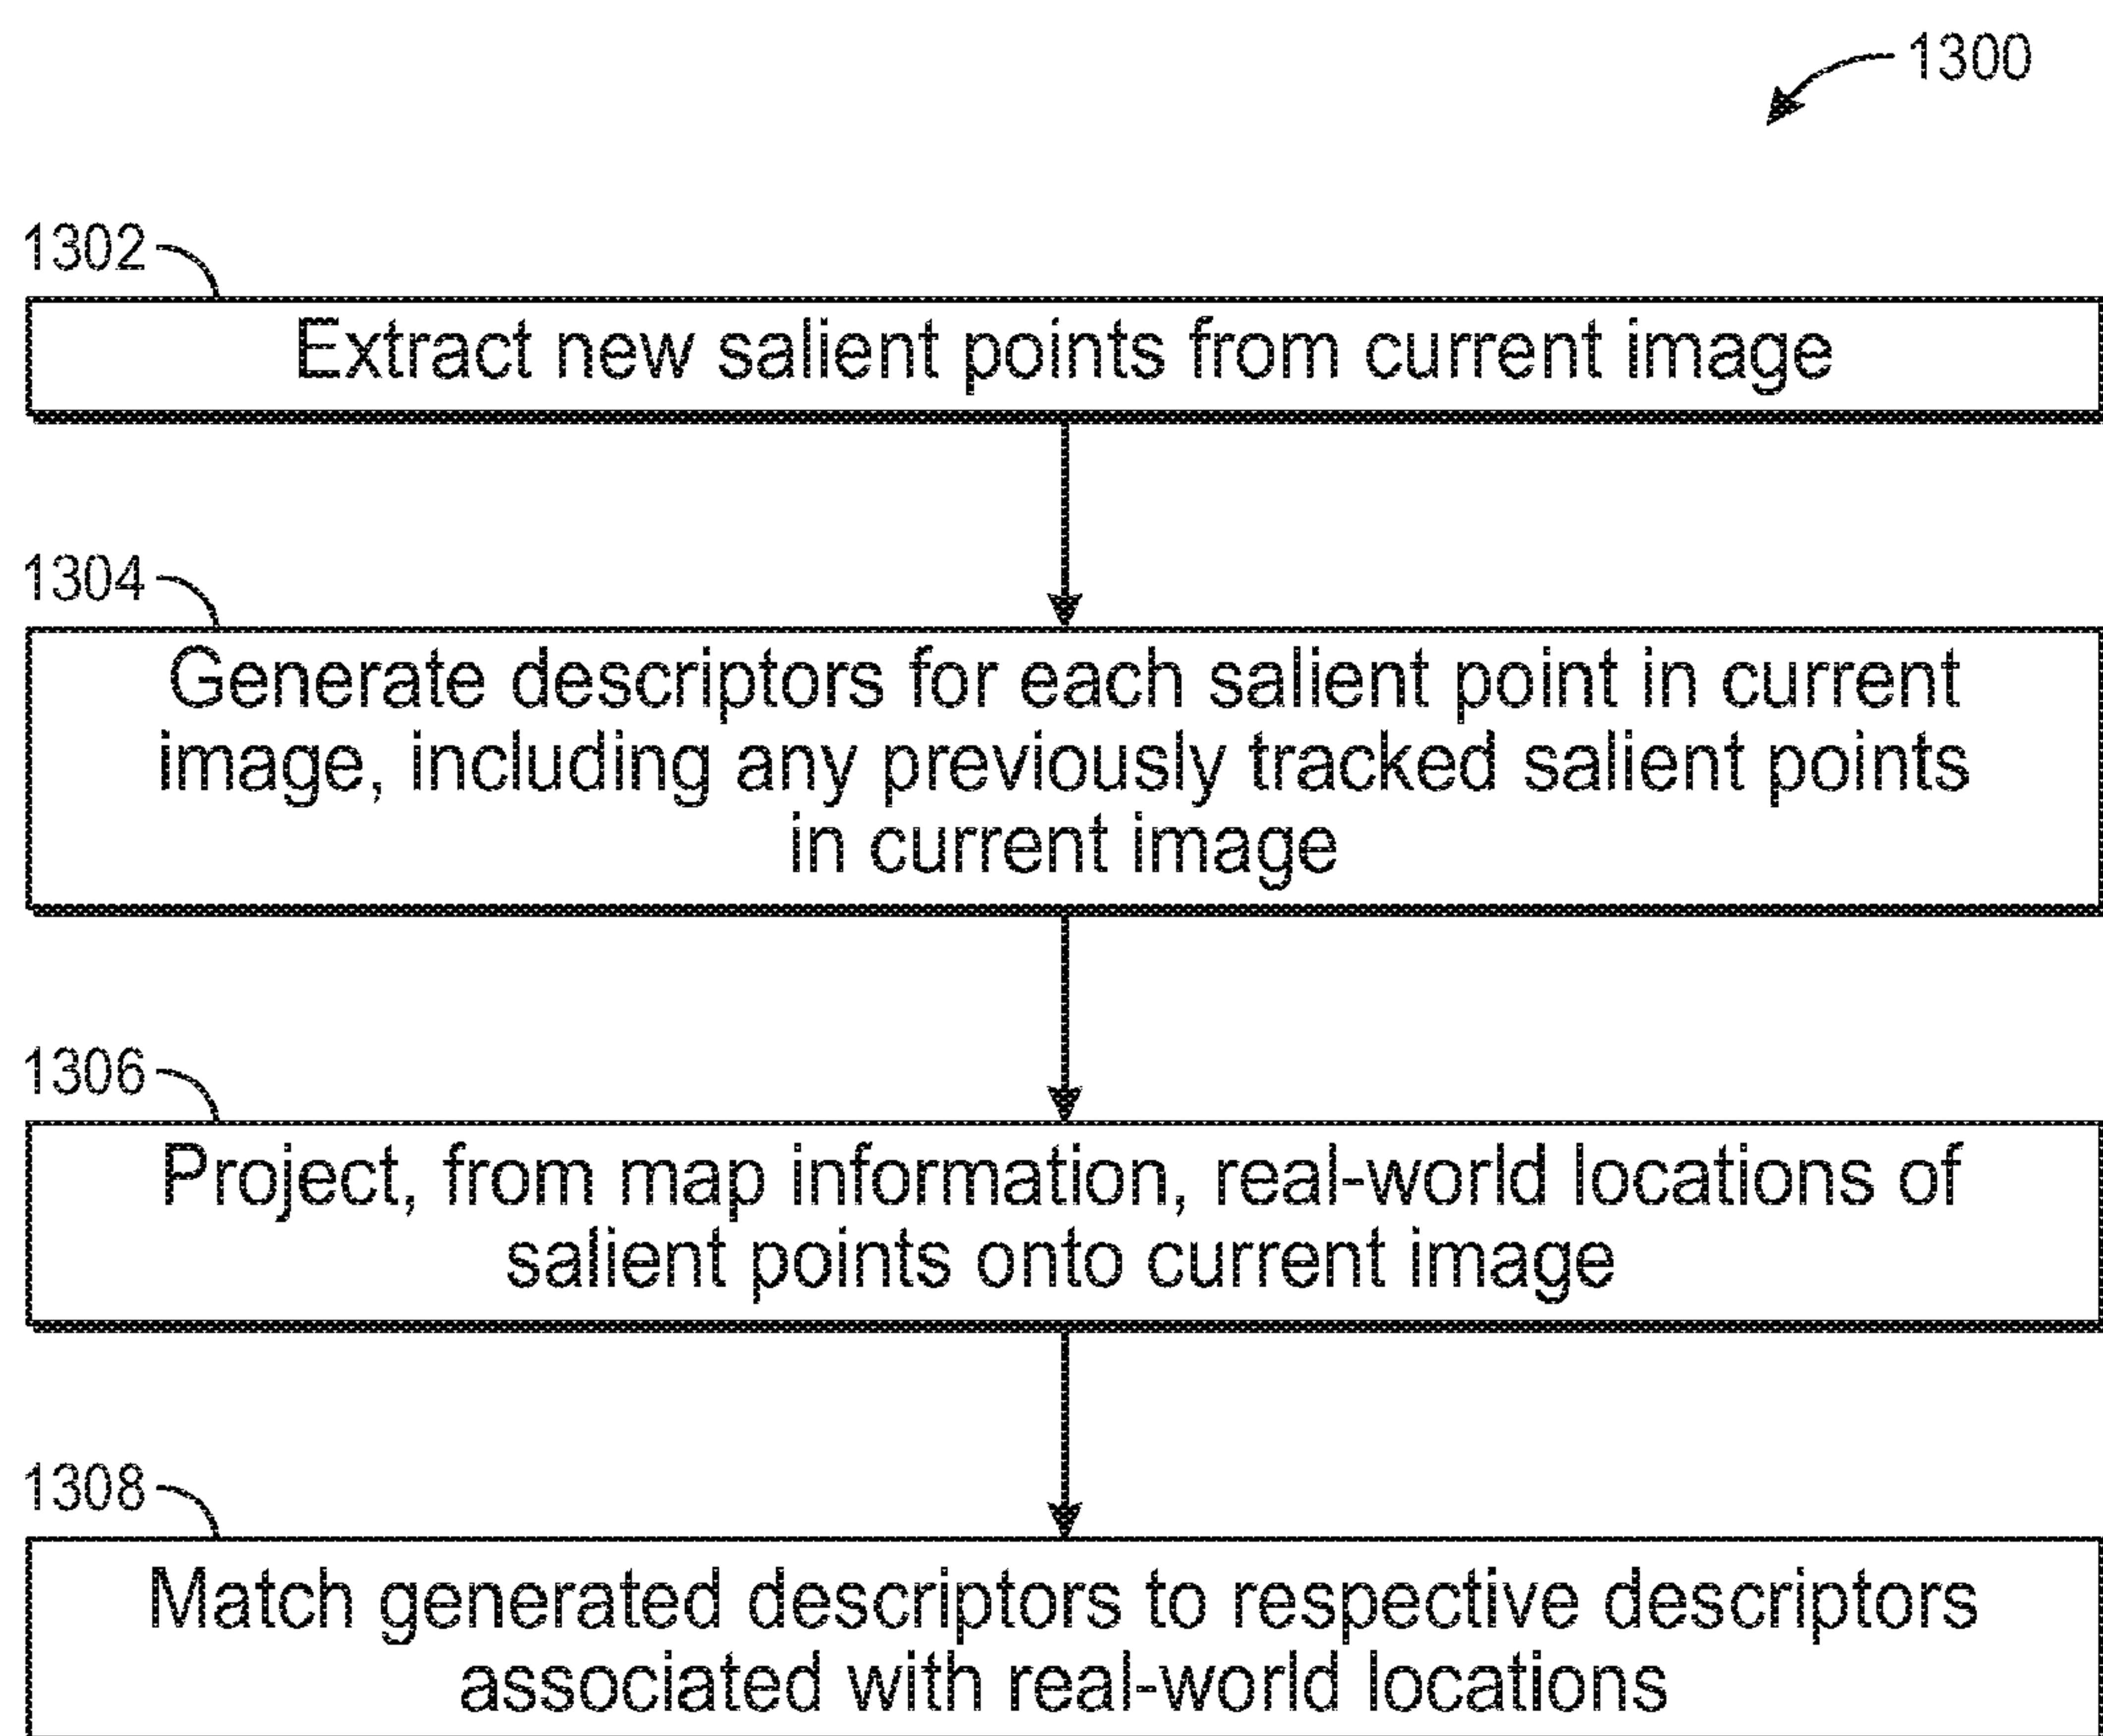 1300
1302
Extract new salient points from current image
1304
Generate descriptors for each salient point in current
image, including any previously tracked salient points
in current image
1306
Project, from map information, real-world locations of
salient points onto current image
1308
Match generated descriptors to respective descriptors
associated with real-world locations